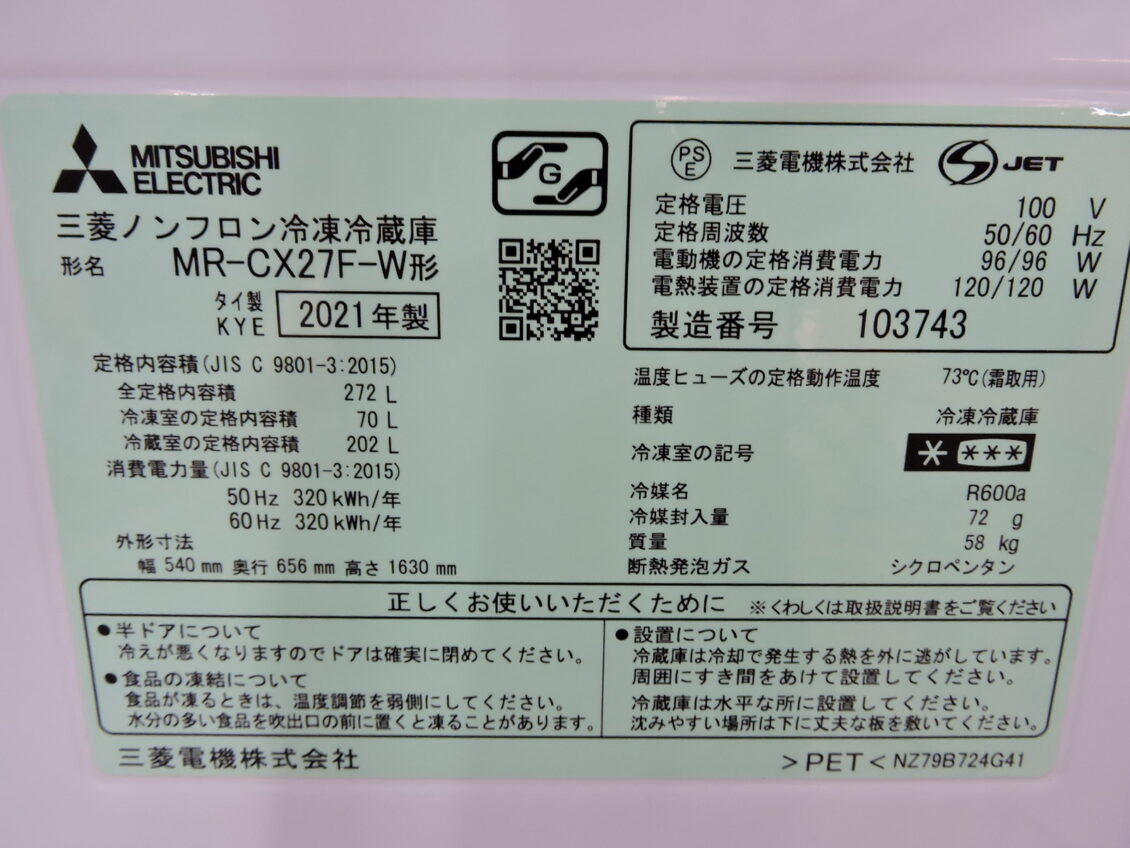 MITSUBISHI
ELECTRIC
三菱ノンフロン冷凍冷蔵庫
形名 MR-CX27F-W形
タイ製
KYE 2021年製
定格内容積(JIS C 9801-3:2015)
全定格内容積 272 L
冷凍室の定格内容積 70 L
冷蔵室の定格内容積 202 L
消費電力量(JIS C 9801-3:2015)
50Hz 320kWh/年
60Hz 320kWh/年
外形寸法
幅 540 mm 奥行 656 mm 高さ 1630 mm
G
PS
E
三菱電機株式会社 JET
定格電圧 100 V
定格周波数 50/60 Hz
電動機の定格消費電力 96/96 W
電熱装置の定格消費電力 120/120 W
製造番号 103743
温度ヒューズの定格動作温度 73℃(霜取用)
種類 冷凍冷蔵庫
冷凍室の記号 * ***
冷媒名 R600a
冷媒封入量 72 g
質量 58 kg
断熱発泡ガス シクロペンタン
正しくお使いいただくために ※くわしくは取扱説明書をご覧ください
●半ドアについて
冷えが悪くなりますのでドアは確実に閉めてください。
●食品の凍結について
食品が凍るときは、温度調節を弱側にしてください。
水分の多い食品を吹出口の前に置くと凍ることがあります。
●設置について
冷蔵庫は冷却で発生する熱を外に逃がしています。
周囲にすき間をあけて設置してください。
冷蔵庫は水平な所に設置してください。
沈みやすい場所は下に丈夫な板を敷いてください。
三菱電機株式会社
>PET< NZ79B724G41